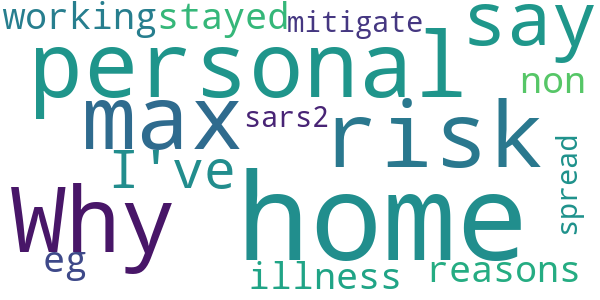 working stayed mitigate say
personal non
max sars2 risk
I've spread
Why home
eg illness reasons